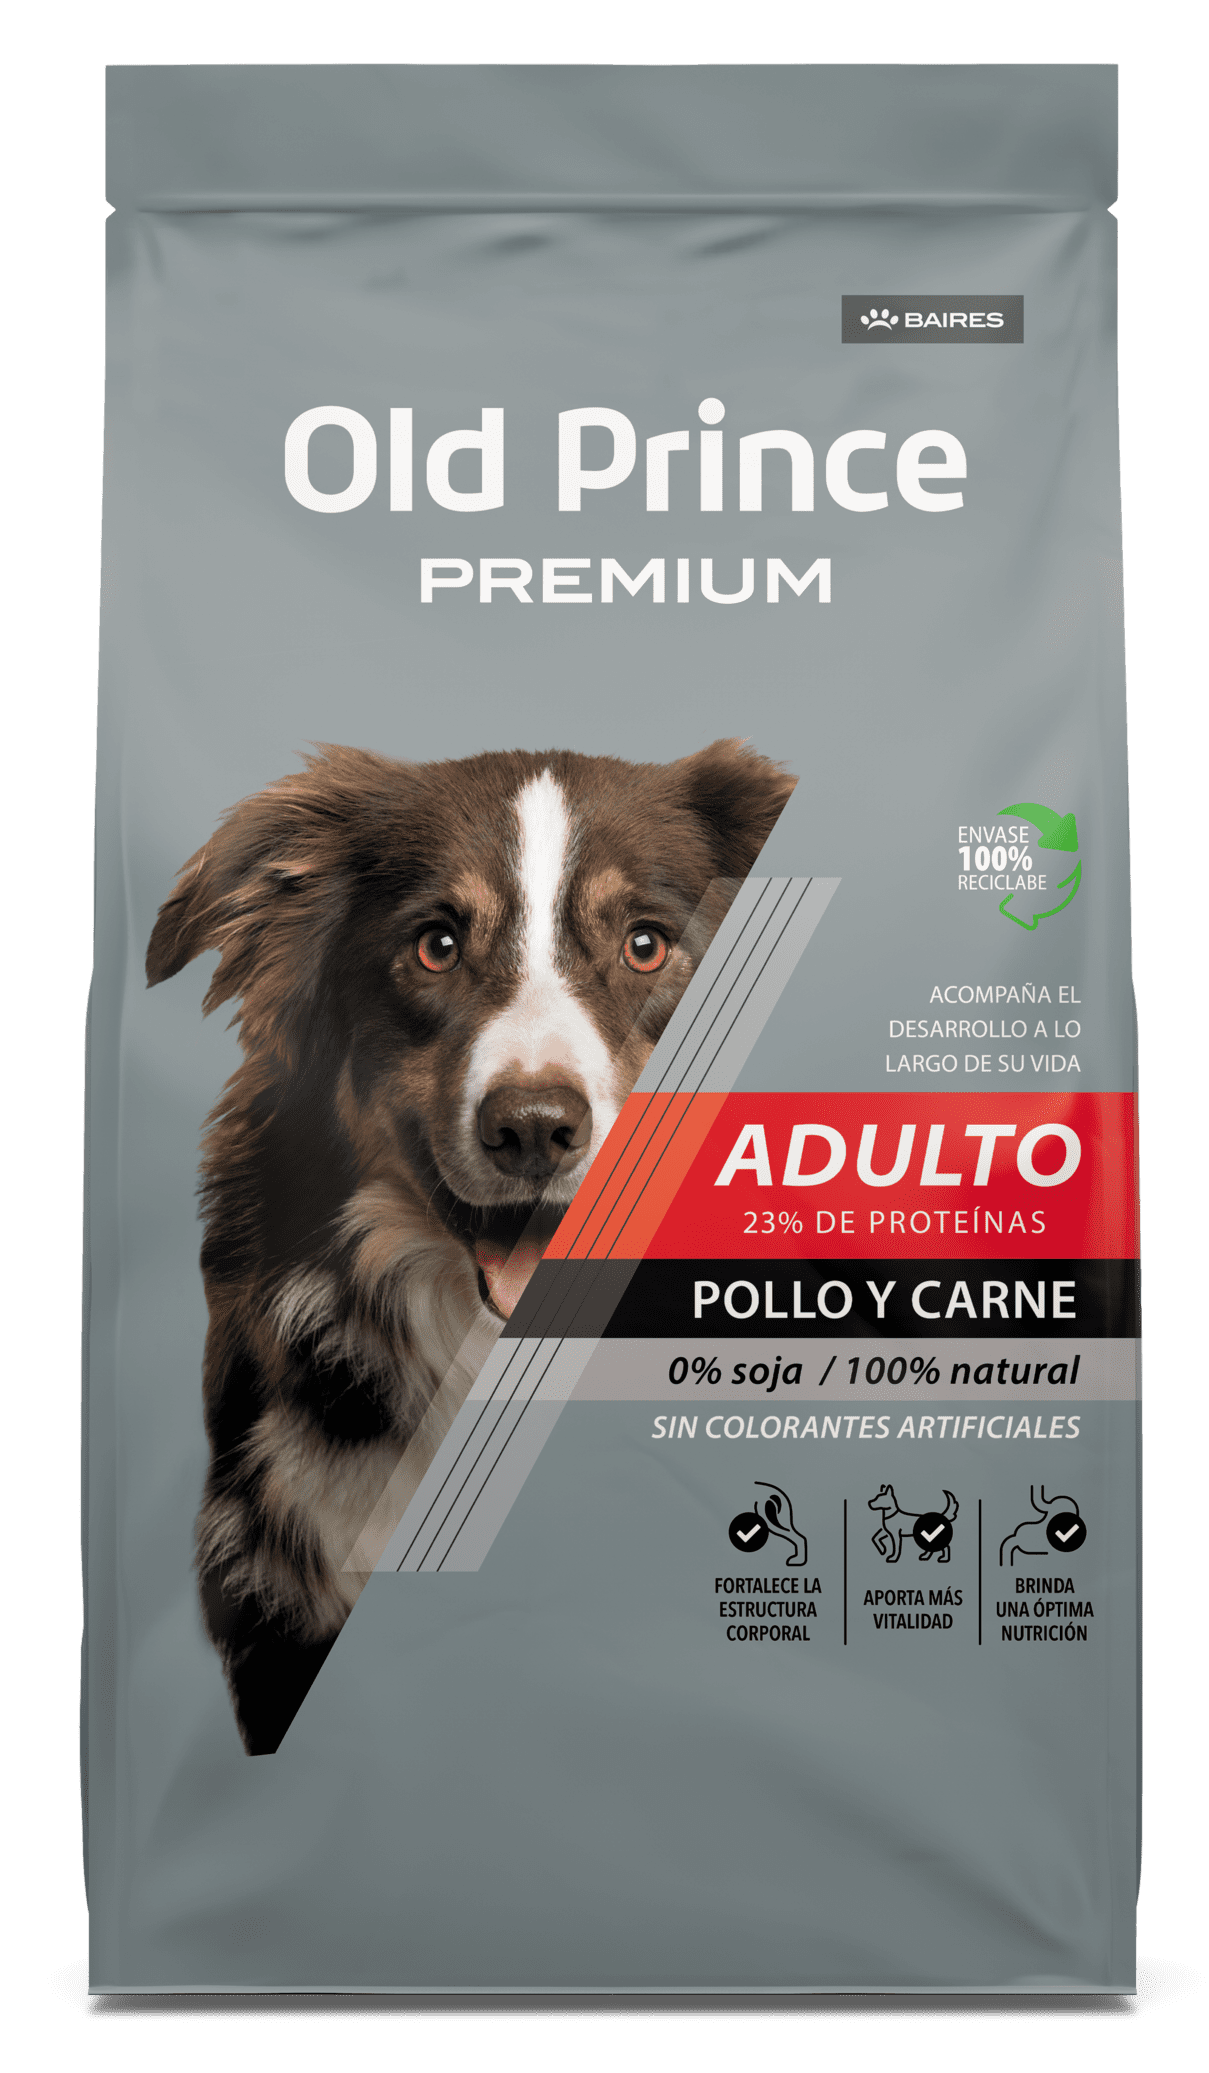 BAIRES
Old Prince
PREMIUM
ENVASE
100%
RECICLABE
ACOMPAÑA EL
DESARROLLO A LO
LARGO DE SU VIDA
ADULTO
23% DE PROTEÍNAS
POLLO Y CARNE
0% soja / 100% natural
SIN COLORANTES ARTIFICIALES
FORTALECE LA
ESTRUCTURA
CORPORAL
APORTA MÁS
VITALIDAD
BRINDA
UNA ÓPTIMA
NUTRICIÓN